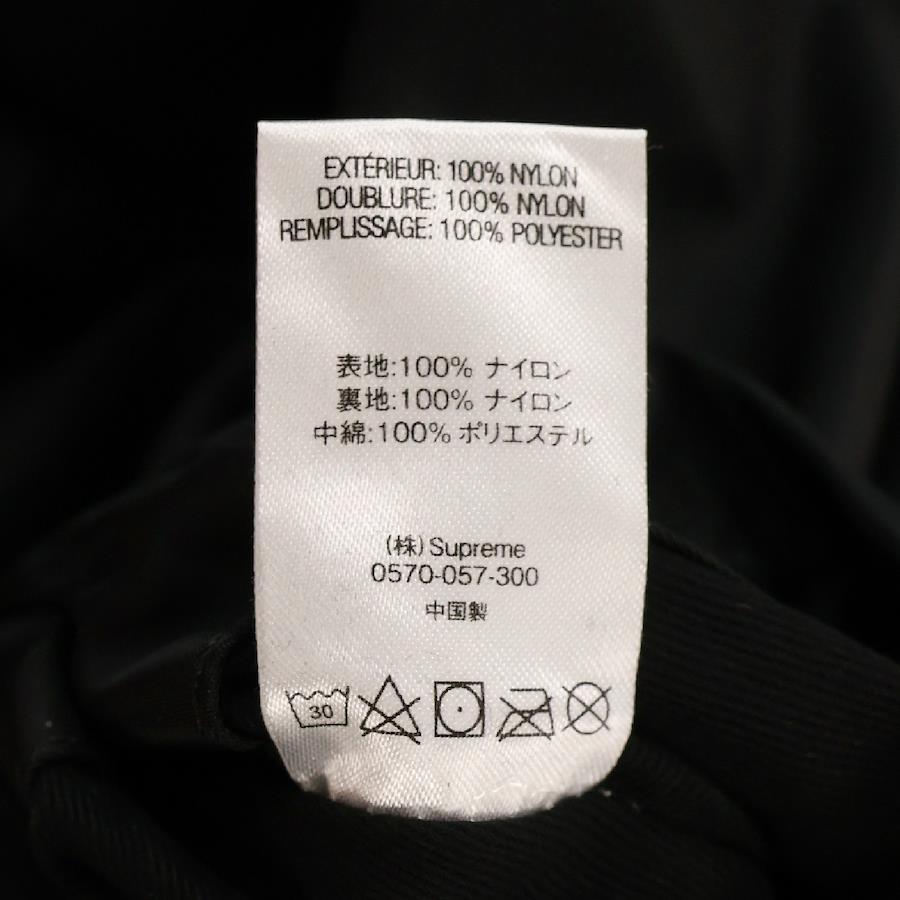 EXTÉRIEUR: 100% NYLON
DOUBLURE: 100% NYLON
REMPLISSAGE: 100% POLYESTER
表地:100% ナイロン
裏地:100% ナイロン
中綿:100% ポリエステル
(株) Supreme
0570-057-300
中国製
30